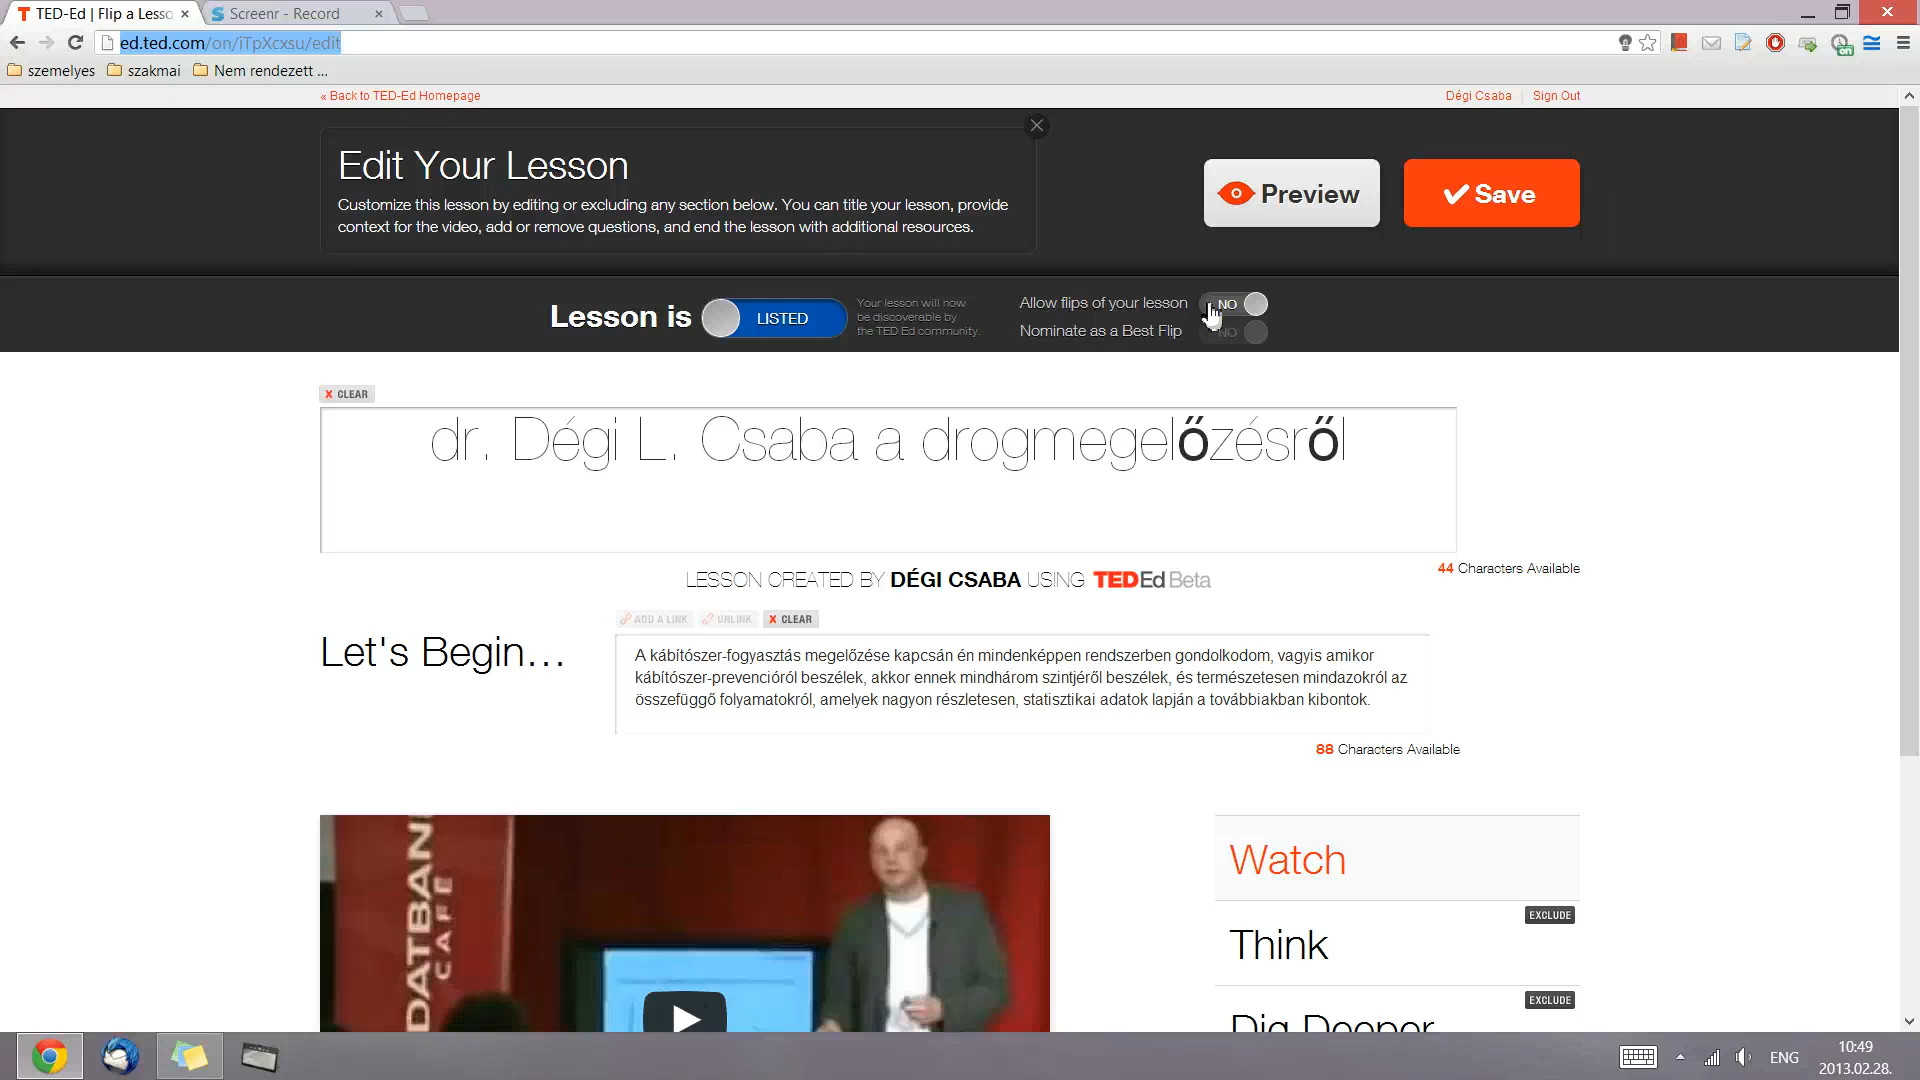 TED-Ed | Flip a Lesso
Screenr - Record
ed.ted.com/on/iTpXcxsu/edit
szemelyes
szakmai
Nem rendezett ...
on
« Back to TED-Ed Homepage
Dégi Csaba
Sign Out
Edit Your Lesson
Customize this lesson by editing or excluding any section below. You can title your lesson, provide
context for the video, add or remove questions, and end the lesson with additional resources.
Preview
Save
Lesson is
LISTED
Your lesson will now
be discoverable by
the TED Ed community.
Allow flips of your lesson
NO
Nominate as a Best Flip
NO
X CLEAR
dr. Dégi L. Csaba a drogmegelőzésről
44 Characters Available
LESSON CREATED BY DÉGI CSABA USING TEDEd Beta
ADD A LINK
UNLINK
X CLEAR
Let's Begin...
A kábítószer-fogyasztás megelőzése kapcsán én mindenképpen rendszerben gondolkodom, vagyis amikor
kábítószer-prevencióról beszélek, akkor ennek mindhárom szintjéről beszélek, és természetesen mindazokról az
összefüggő folyamatokról, amelyek nagyon részletesen, statisztikai adatok lapján a továbbiakban kibontok.
88 Characters Available
DATBAN
CAFE
Watch
EXCLUDE
Think
EXCLUDE
Dig Deeper
ENG
10:49
2013.02.28.